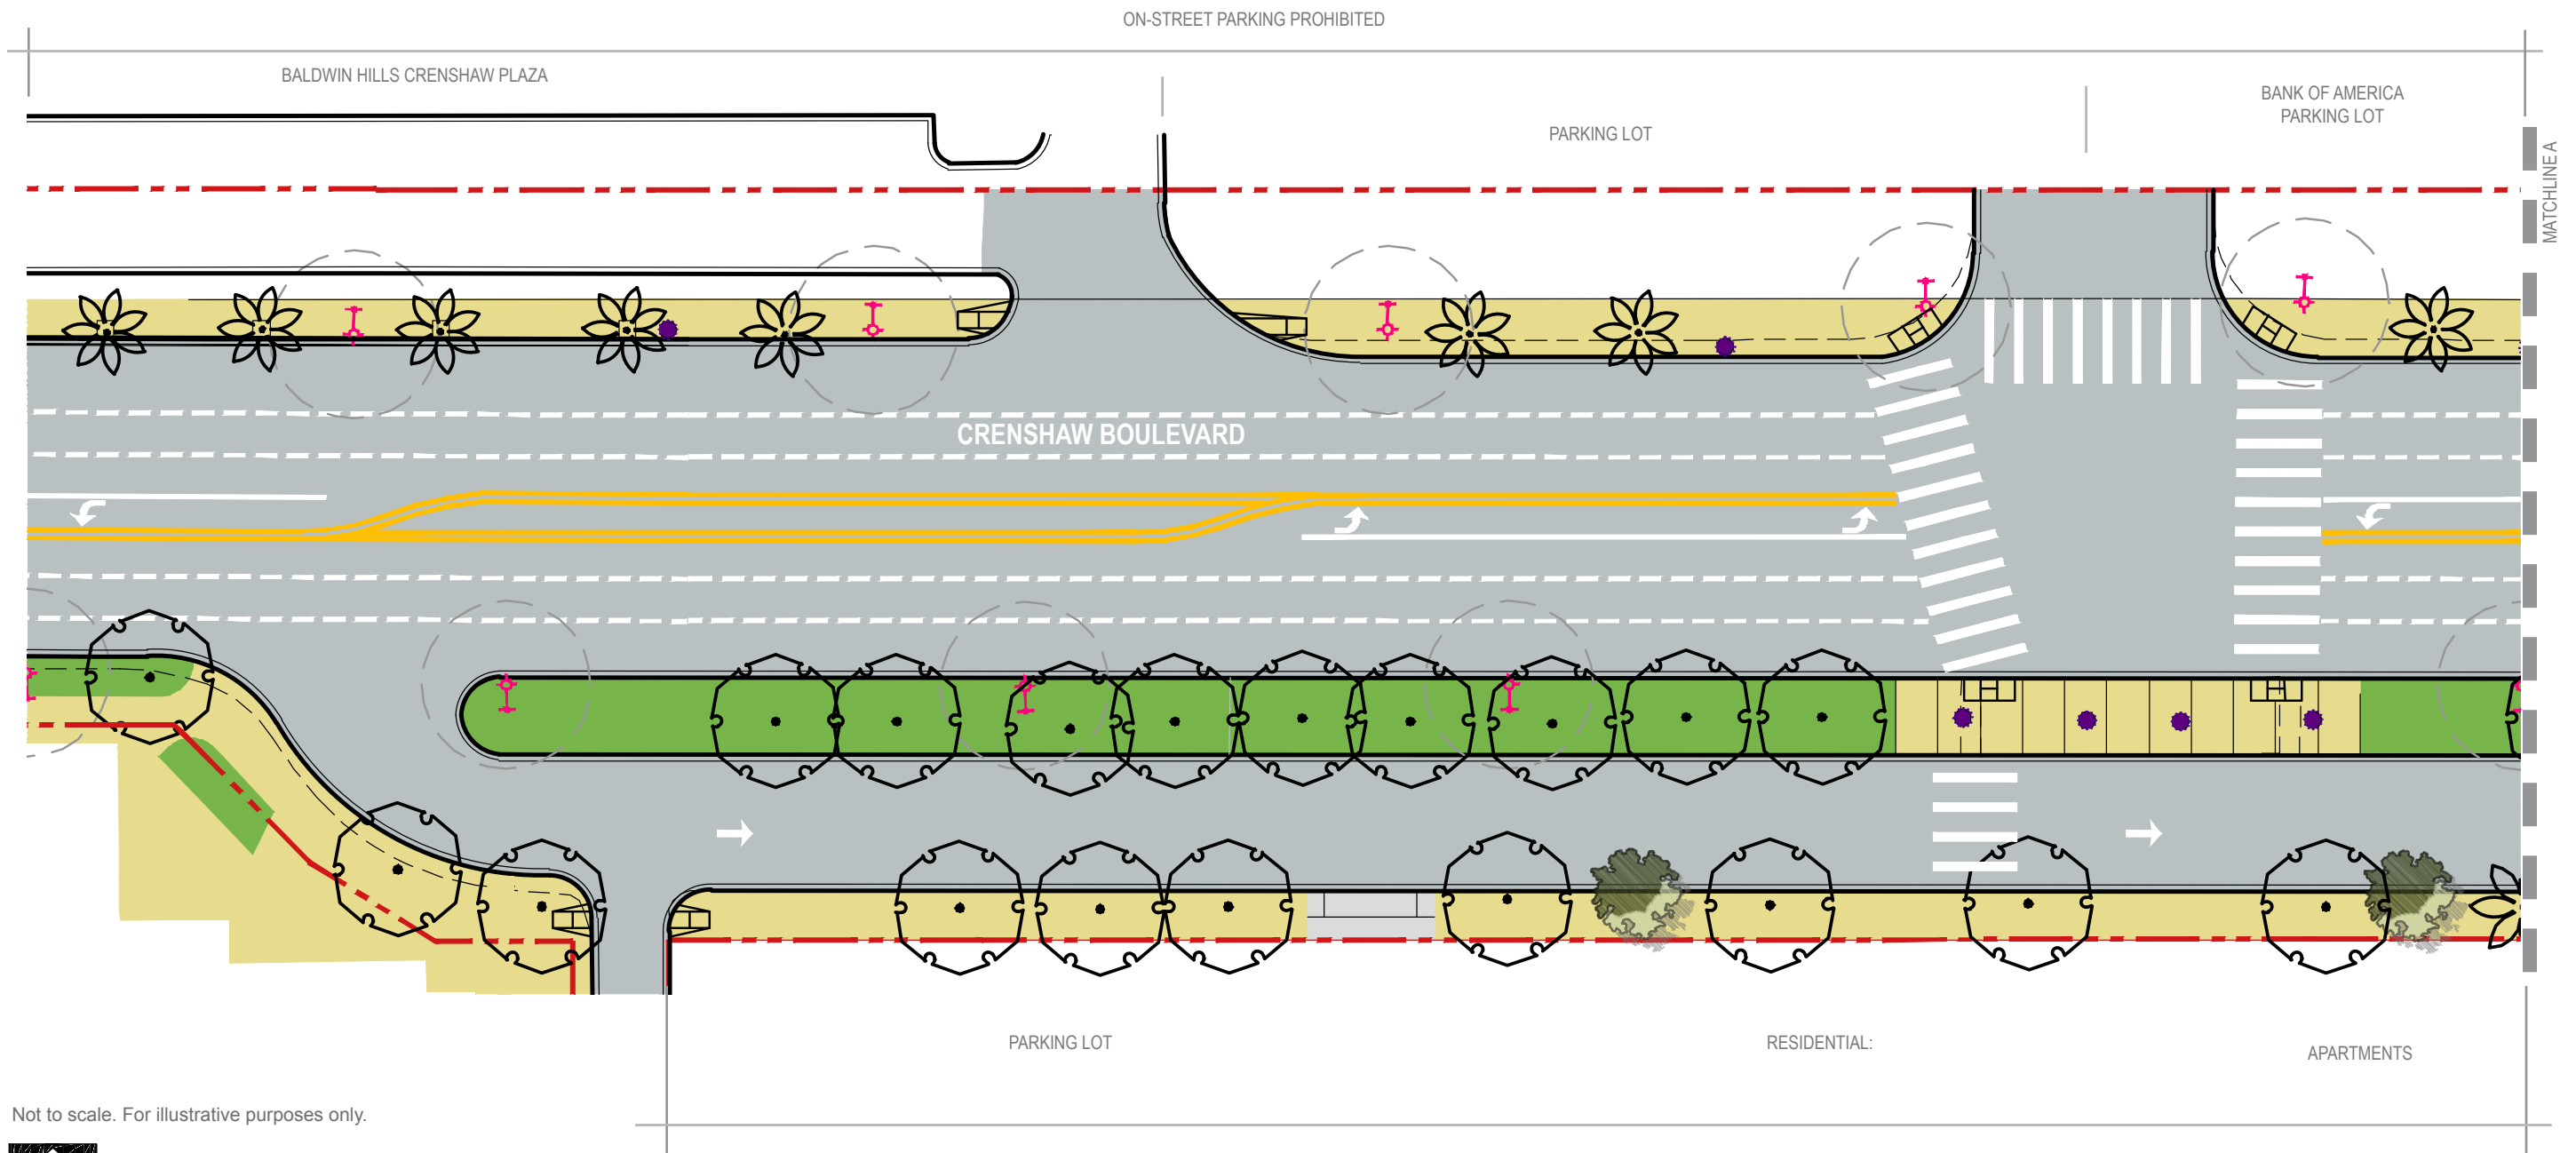 ON-STREET PARKING PROHIBITED
BALDWIN HILLS CRENSHAW PLAZA
PARKING LOT
BANK OF AMERICA
PARKING LOT
MATCHLINE A
CRENSHAW BOULEVARD
PARKING LOT
RESIDENTIAL:
APARTMENTS
Not to scale. For illustrative purposes only.